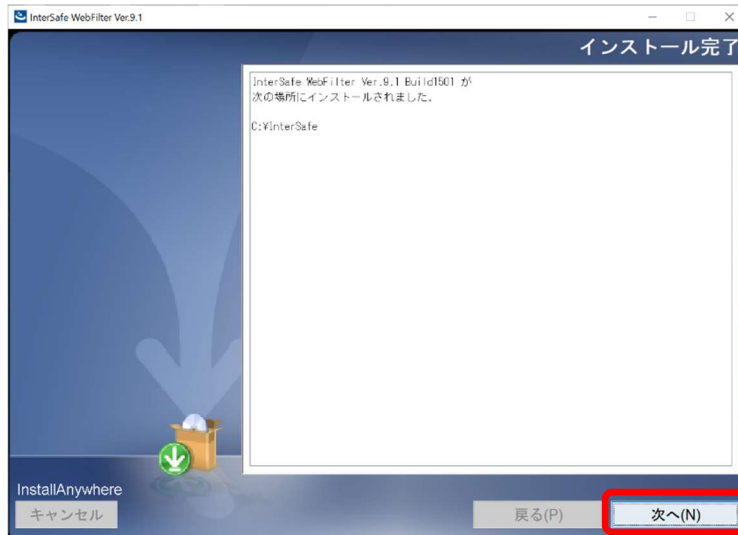 InterSafe WebFilter Ver.9.1
インストール完了
InterSafe WebFilter Ver.9.1 Build1501 が
次の場所にインストールされました。
C:¥InterSafe
InstallAnywhere
キャンセル
戻る(P)
次へ(N)